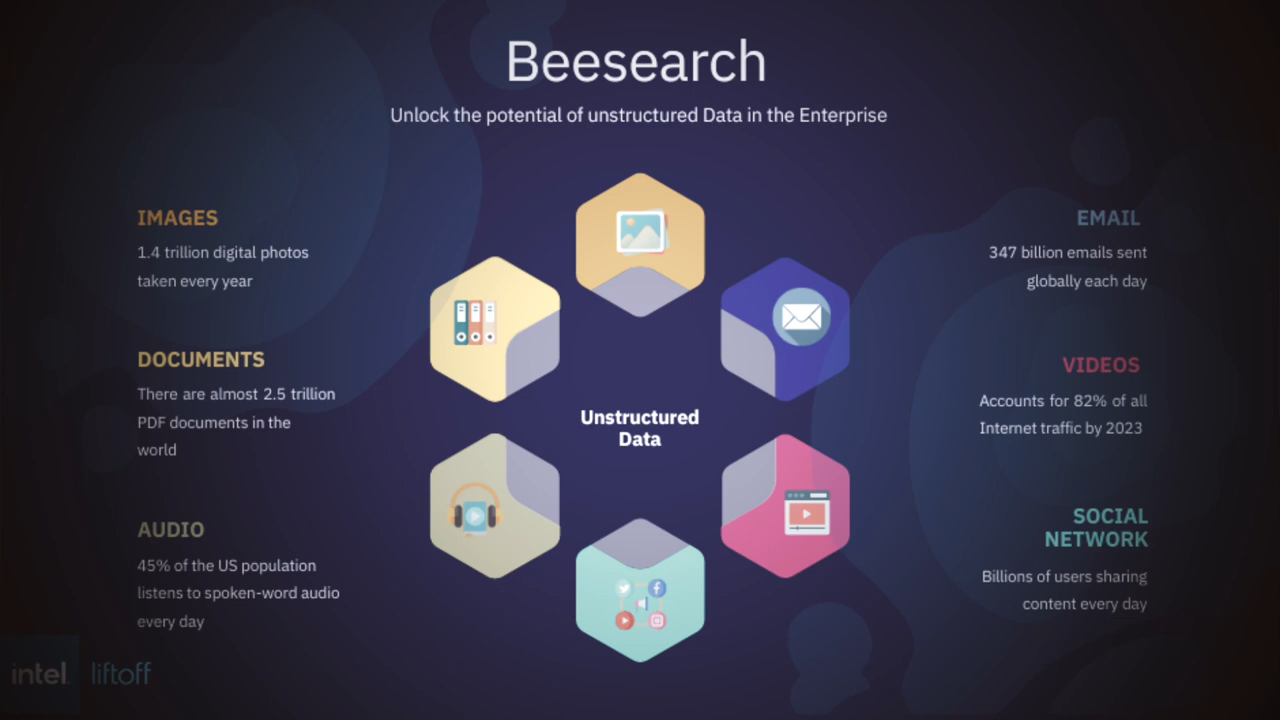 Beesearch
Unlock the potential of unstructured Data in the Enterprise
IMAGES
1.4 trillion digital photos
taken every year
DOCUMENTS
There are almost 2.5 trillion
PDF documents in the
world
AUDIO
45% of the US population
listens to spoken-word audio
every day
Unstructured
Data
EMAIL
347 billion emails sent
globally each day
VIDEOS
Accounts for 82% of all
Internet traffic by 2023
SOCIAL
NETWORK
Billions of users sharing
content every day
intel. liftoff